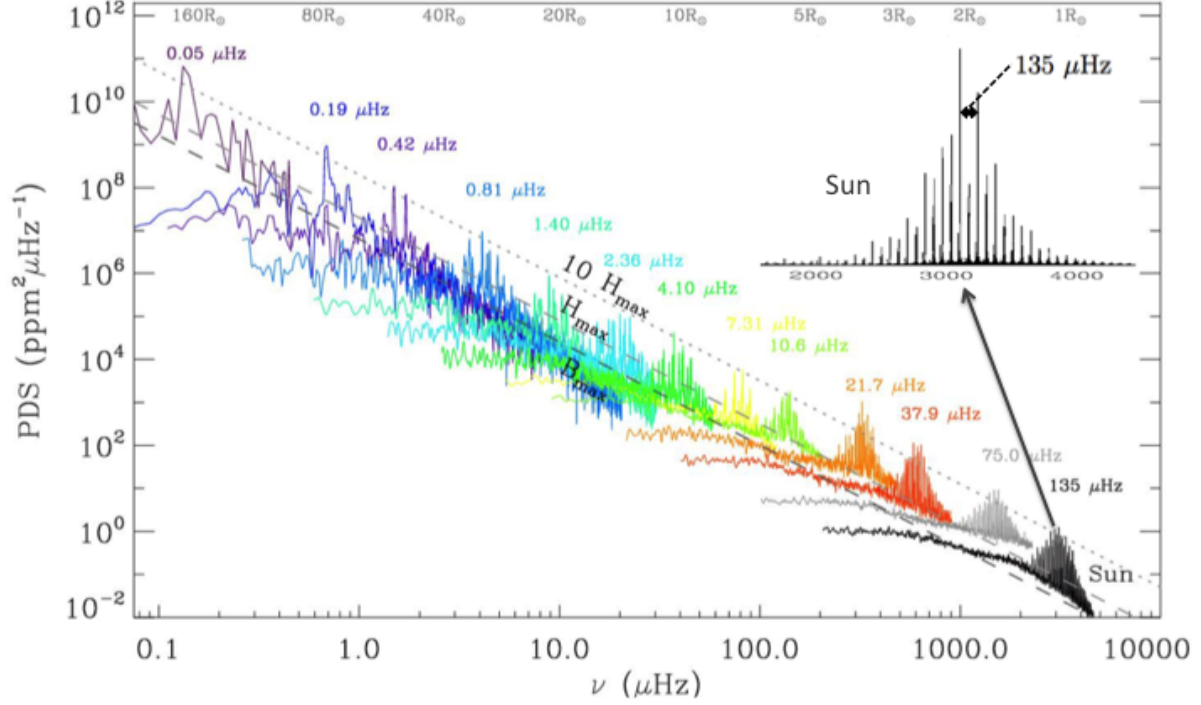 10¹²
160R⊙ 80R⊙ 40R⊙ 20R⊙ 10R⊙ 5R⊙ 3R⊙ 2R⊙ 1R⊙
0.05 μHz
135 μHz
10¹⁰
0.19 μHz
0.42 μHz
10⁸
0.81 μHz
Sun
1.40 μHz
2.36 μHz
10⁶
10 Hmax
2000 3000 4000
4.10 μHz
Hmax
7.31 μHz
10.6 μHz
10⁴
Bmax
21.7 μHz
37.9 μHz
10²
75.0 μHz
135 μHz
10⁰
Sun
10⁻²
PDS (ppm²μHz⁻¹)
0.1 1.0 10.0 100.0 1000.0 10000
ν (μHz)